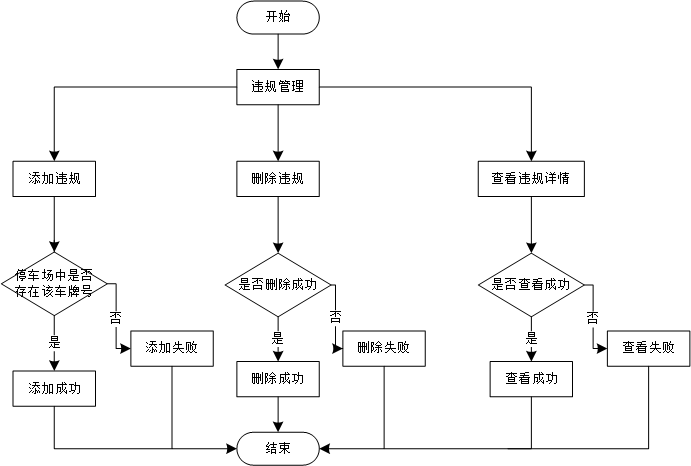 开始
违规管理
添加违规
删除违规
查看违规详情
停车场中是否
存在该车牌号
是否删除成功
是否查看成功
否
否
否
是
是
是
添加失败
删除失败
查看失败
添加成功
删除成功
查看成功
结束